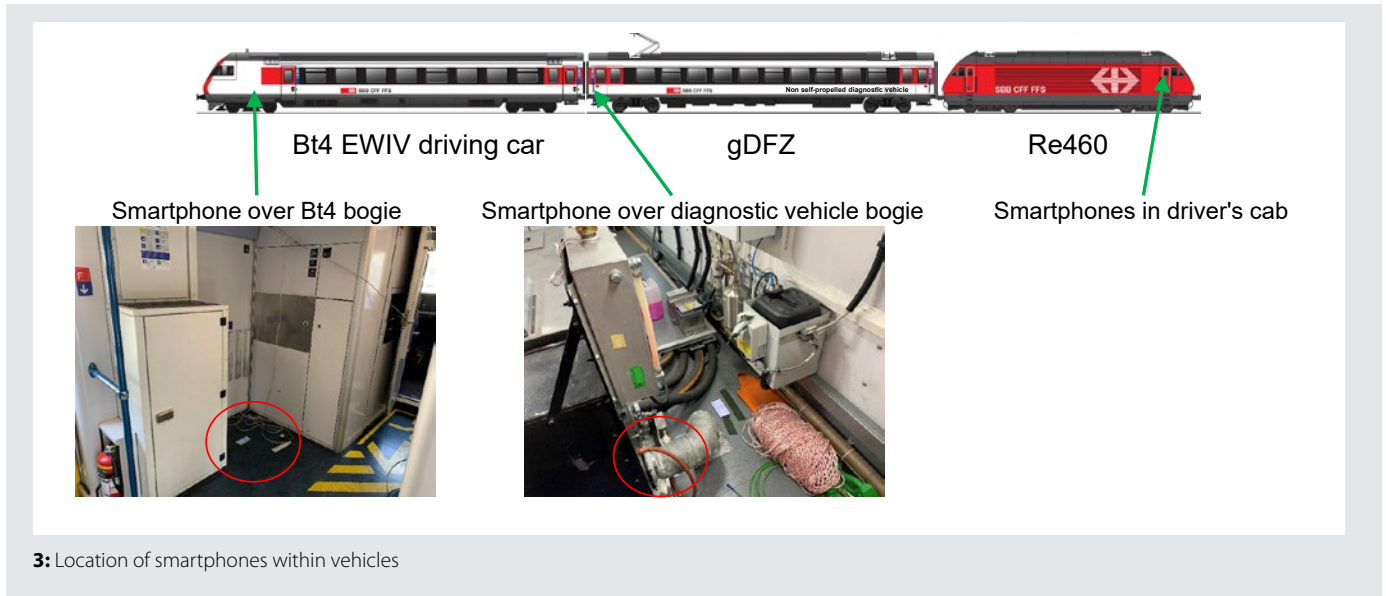 SBB CFF FFS
SBB CFF FFS
Non self-propelled diagnostic vehicle
SBB CFF FFS
Bt4 EWIV driving car
gDFZ
Re460
Smartphone over Bt4 bogie
Smartphone over diagnostic vehicle bogie
Smartphones in driver's cab
3: Location of smartphones within vehicles